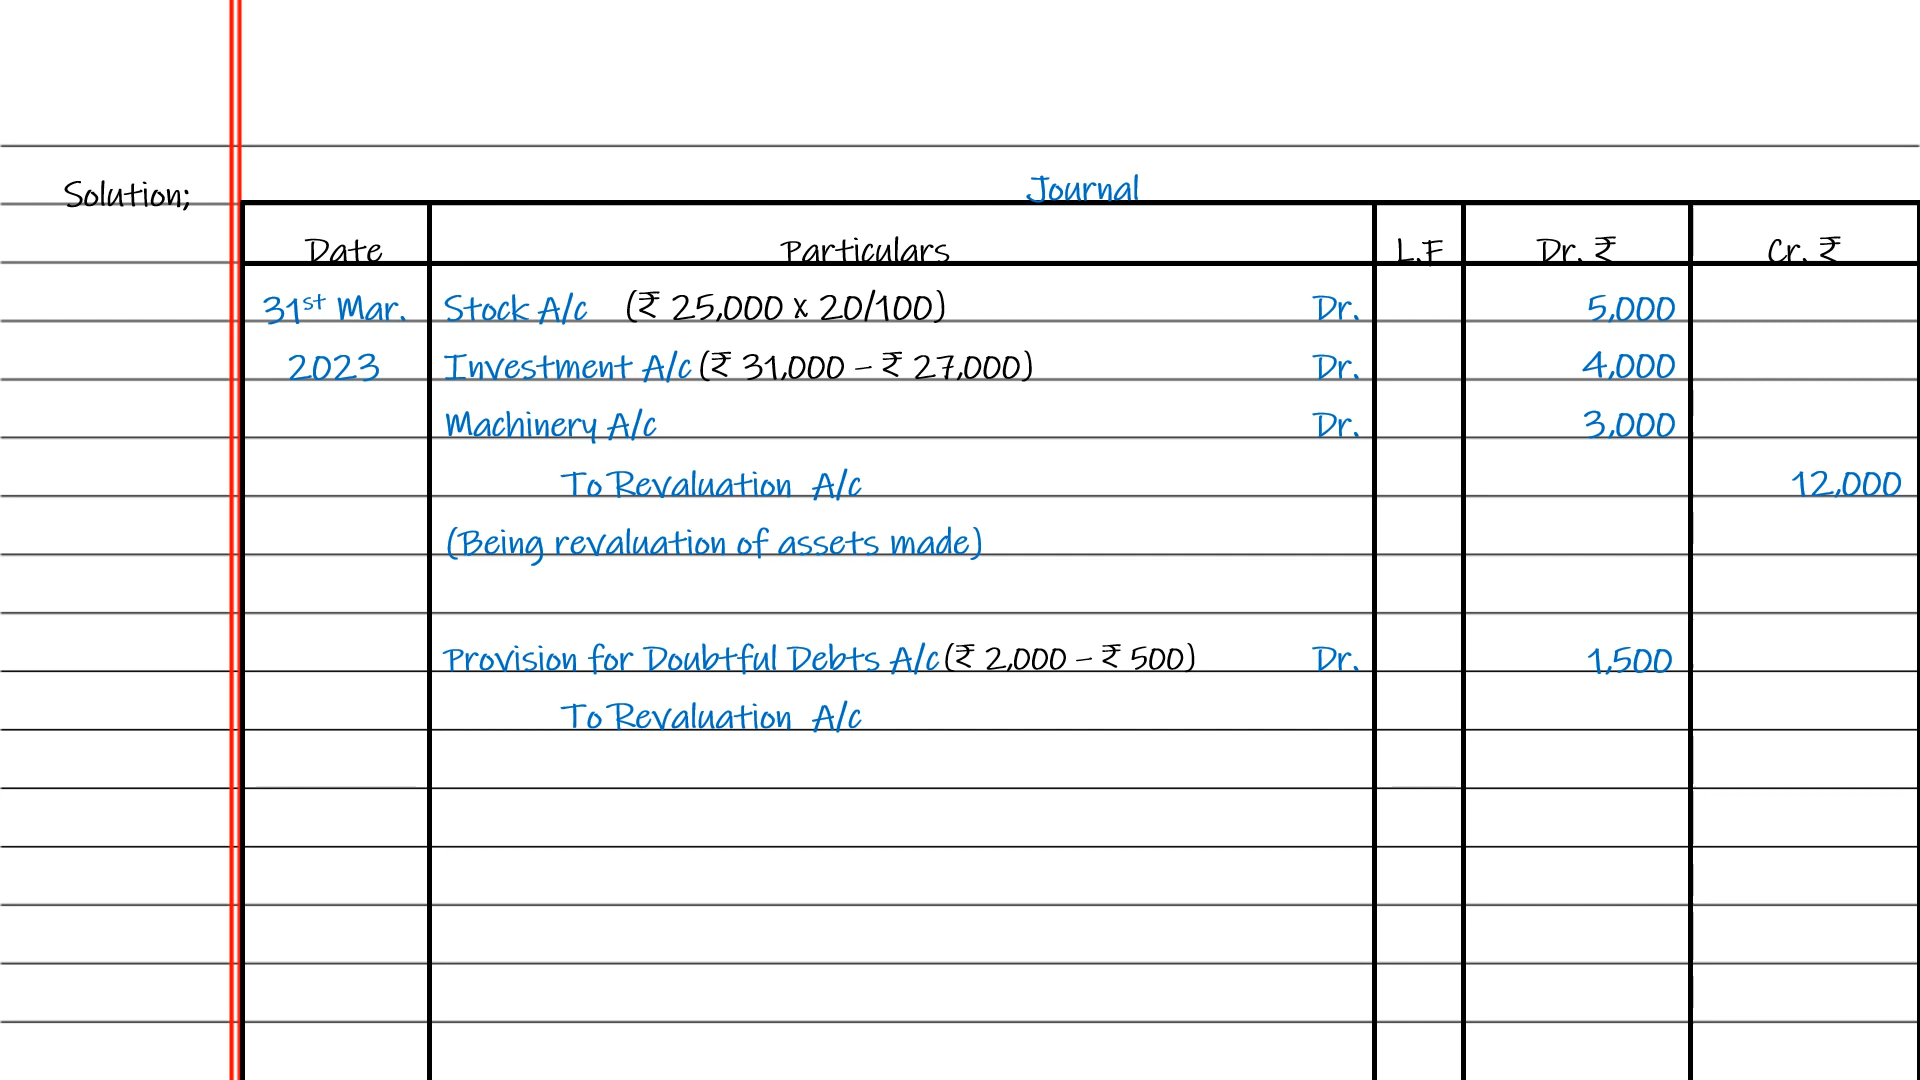 Solution;
Journal
Date Particulars L.F Dr. ₹ Cr. ₹
31st Mar. Stock A/c (₹ 25,000 x 20/100) Dr. 5,000
2023 Investment A/c (₹ 31,000 – ₹ 27,000) Dr. 4,000
Machinery A/c Dr. 3,000
To Revaluation A/c 12,000
(Being revaluation of assets made)
Provision for Doubtful Debts A/c (₹ 2,000 – ₹ 500) Dr. 1,500
To Revaluation A/c